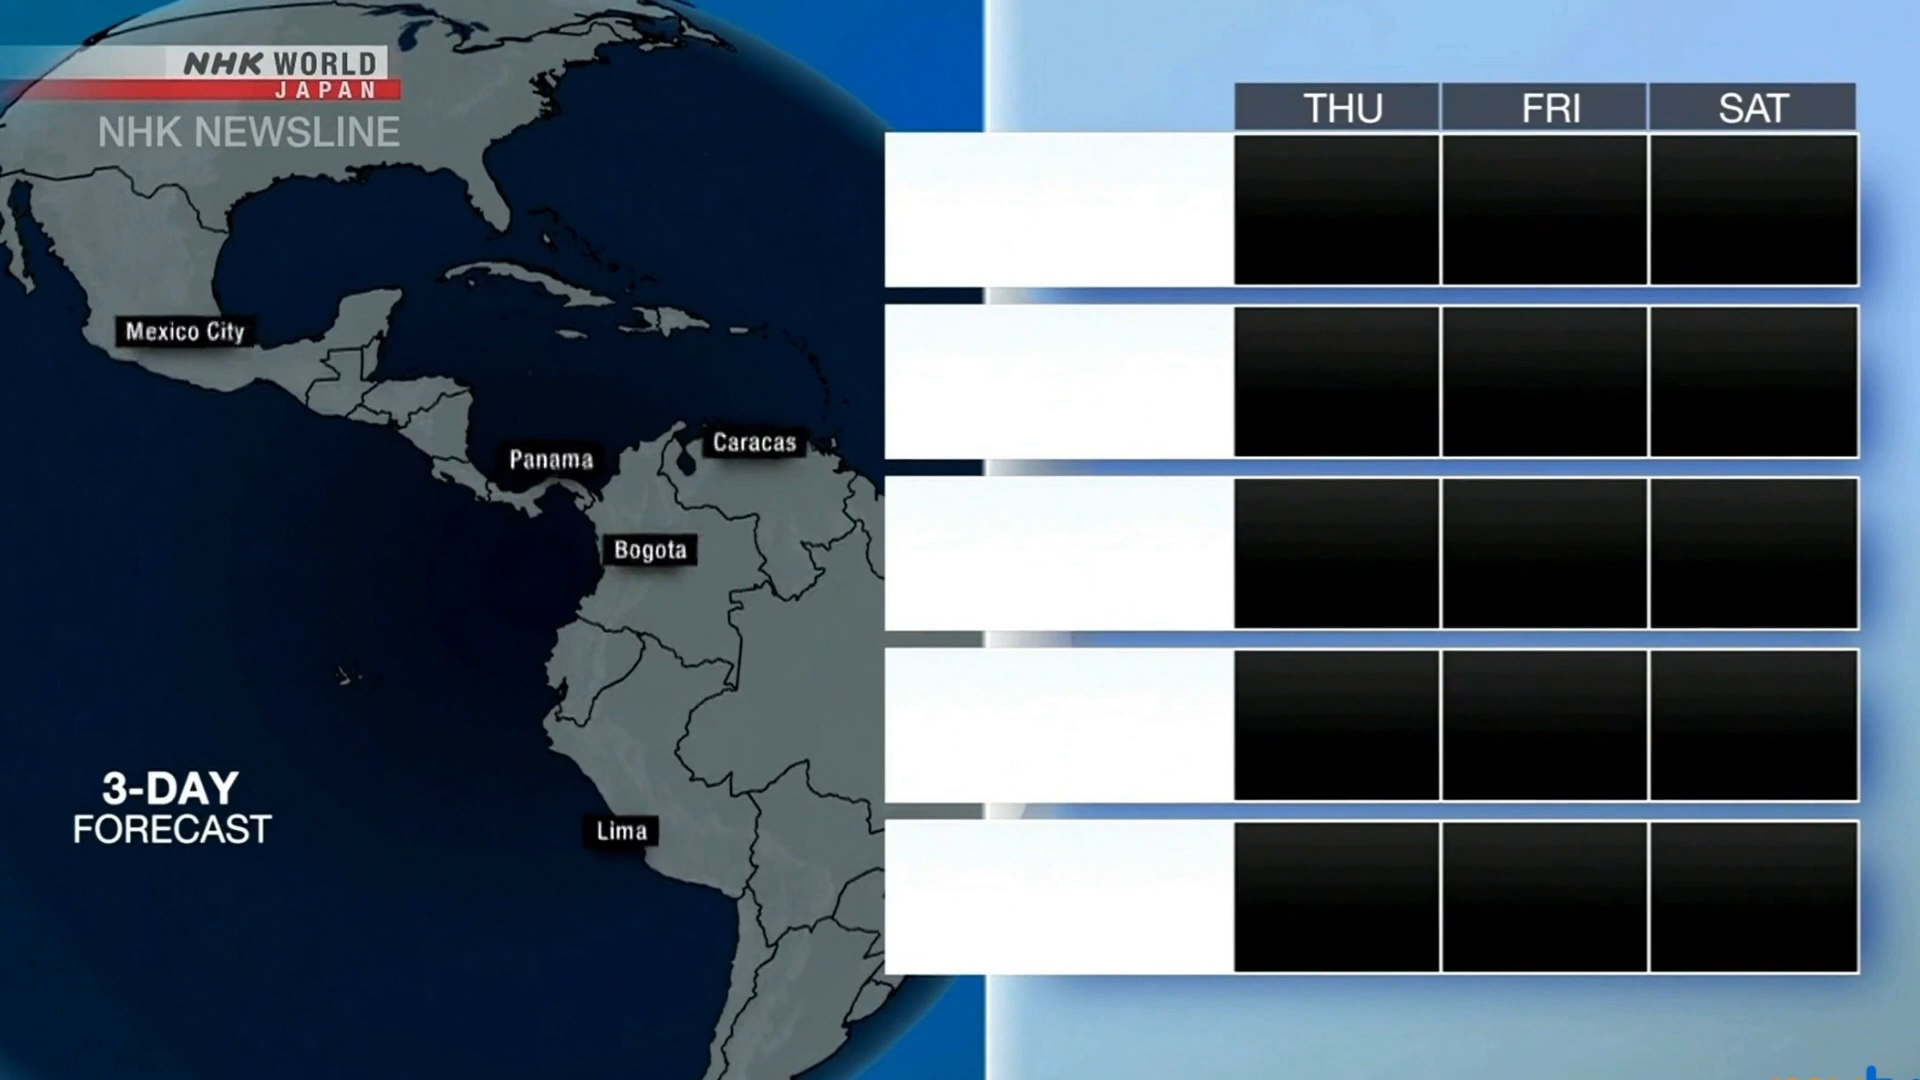 NHK WORLD
JAPAN
NHK NEWSLINE
THU FRI SAT
Mexico City
Panama
Caracas
Bogota
Lima
3-DAY
FORECAST